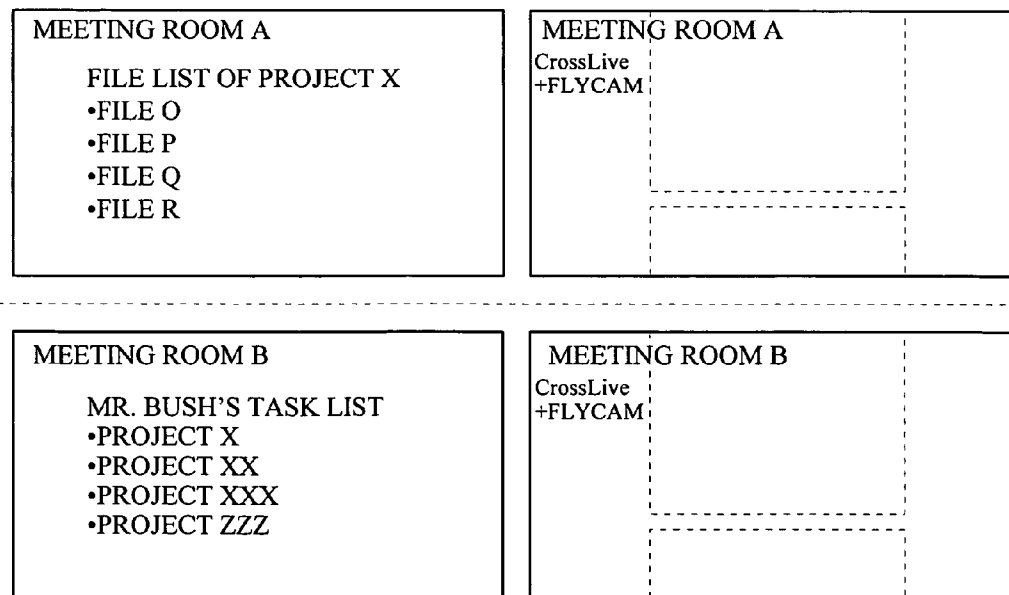 MEETING ROOM A
FILE LIST OF PROJECT X
•FILE O
•FILE P
•FILE Q
•FILE R
MEETING ROOM A
CrossLive
+FLYCAM
MEETING ROOM B
MR. BUSH'S TASK LIST
•PROJECT X
•PROJECT XX
•PROJECT XXX
•PROJECT ZZZ
MEETING ROOM B
CrossLive
+FLYCAM